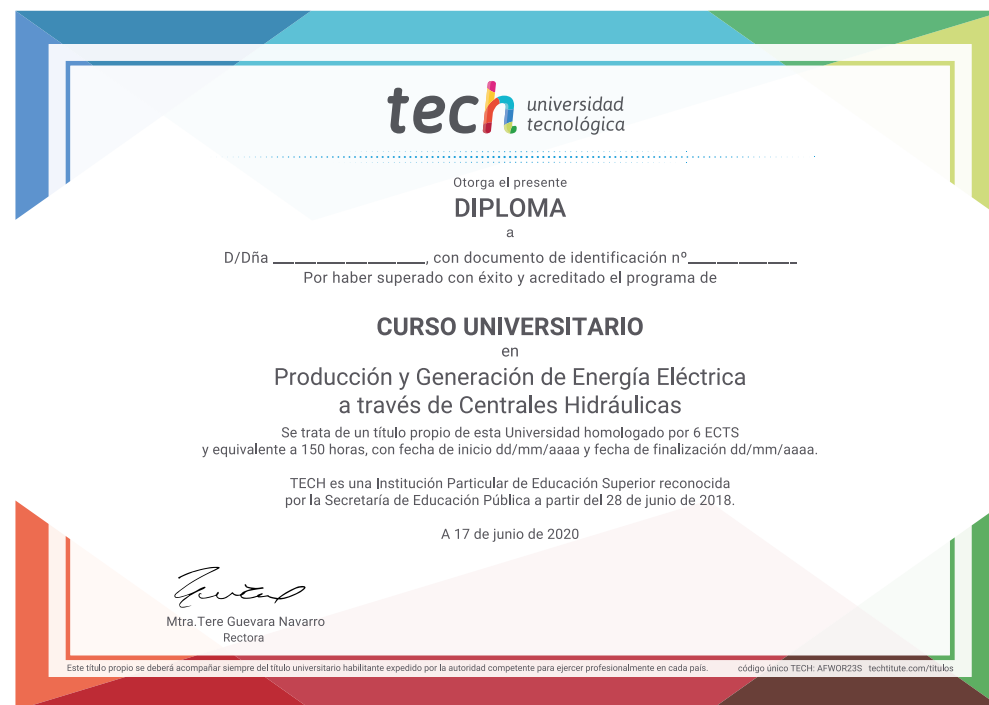 tech universidad
tecnológica
Otorga el presente
DIPLOMA
a
D/Dña ____________________, con documento de identificación nº______________
Por haber superado con éxito y acreditado el programa de
CURSO UNIVERSITARIO
en
Producción y Generación de Energía Eléctrica
a través de Centrales Hidráulicas
Se trata de un título propio de esta Universidad homologado por 6 ECTS
y equivalente a 150 horas, con fecha de inicio dd/mm/aaaa y fecha de finalización dd/mm/aaaa.
TECH es una Institución Particular de Educación Superior reconocida
por la Secretaría de Educación Pública a partir del 28 de junio de 2018.
A 17 de junio de 2020
Mtra.Tere Guevara Navarro
Rectora
Este título propio se deberá acompañar siempre del título universitario habilitante expedido por la autoridad competente para ejercer profesionalmente en cada país. código único TECH: AFWOR23S techtitute.com/titulos